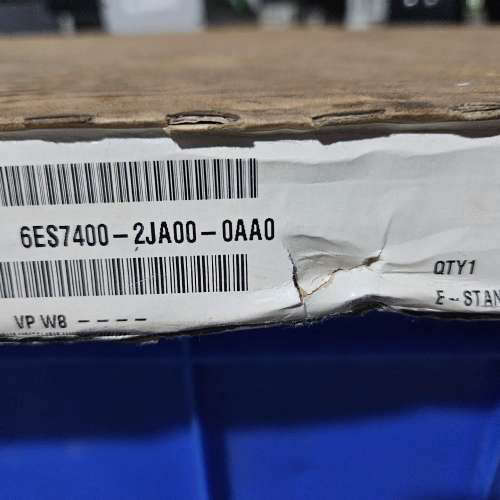 6ES7400-2JA00-0AA0
QTY1
E-STAN
VP W8 ----